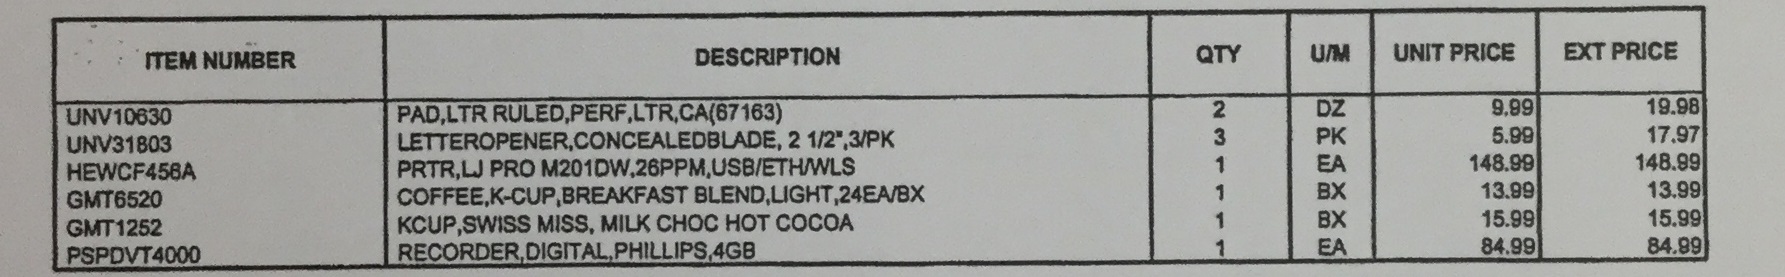 ITEM NUMBER DESCRIPTION QTY U/M UNIT PRICE EXT PRICE
UNV10630 PAD,LTR RULED,PERF,LTR,CA(67163) 2 DZ 9.99 19.98
UNV31803 LETTEROPENER,CONCEALEDBLADE, 2 1/2",3/PK 3 PK 5.99 17.97
HEWCF456A PRTR,LJ PRO M201DW,26PPM,USB/ETH/WLS 1 EA 148.99 148.99
GMT6520 COFFEE,K-CUP,BREAKFAST BLEND,LIGHT,24EA/BX 1 BX 13.99 13.99
GMT1252 KCUP,SWISS MISS, MILK CHOC HOT COCOA 1 BX 15.99 15.99
PSPDVT4000 RECORDER,DIGITAL,PHILLIPS,4GB 1 EA 84.99 84.99